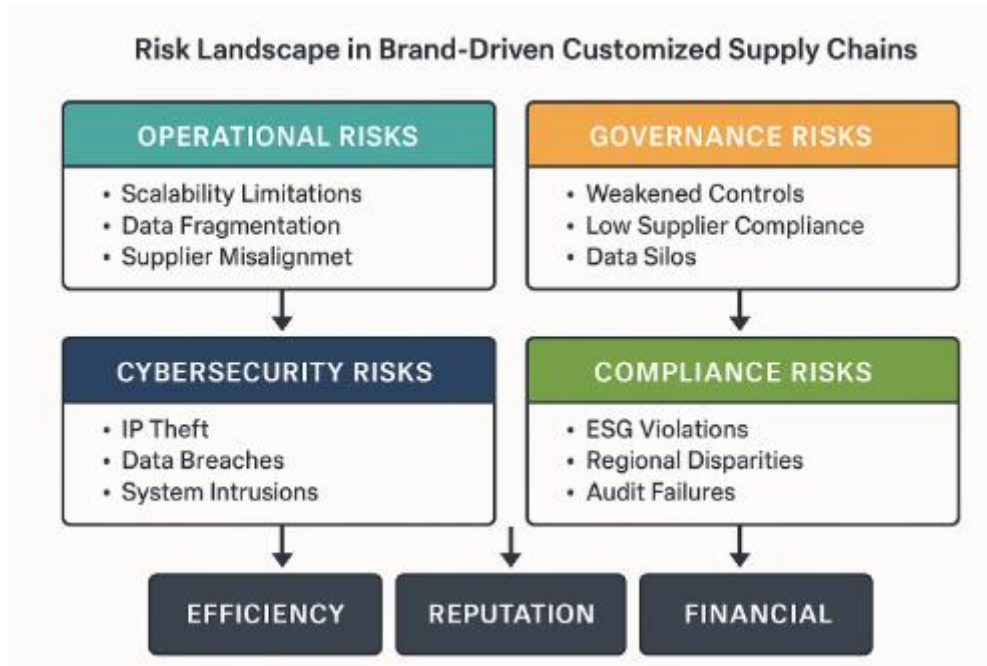 Risk Landscape in Brand-Driven Customized Supply Chains
OPERATIONAL RISKS
• Scalability Limitations
• Data Fragmentation
• Supplier Misalignmet
GOVERNANCE RISKS
• Weakened Controls
• Low Supplier Compliance
• Data Silos
CYBERSECURITY RISKS
• IP Theft
• Data Breaches
• System Intrusions
COMPLIANCE RISKS
• ESG Violations
• Regional Disparities
• Audit Failures
EFFICIENCY
REPUTATION
FINANCIAL